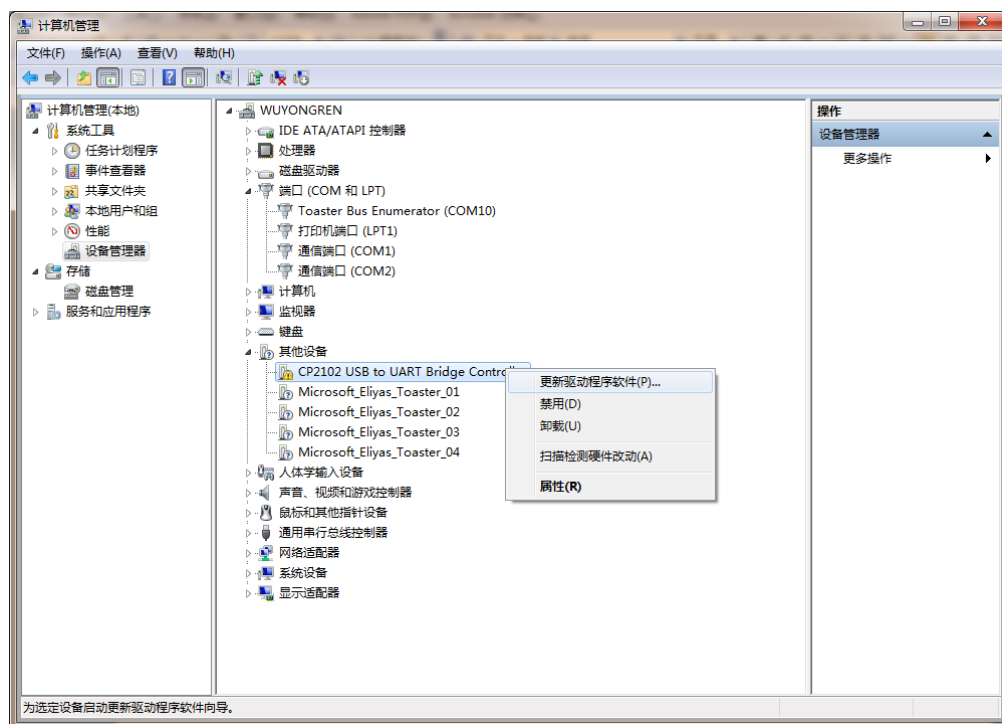 计算机管理
文件(F) 操作(A) 查看(V) 帮助(H)
计算机管理(本地)
系统工具
任务计划程序
事件查看器
共享文件夹
本地用户和组
性能
设备管理器
存储
磁盘管理
服务和应用程序
WUYONGREN
IDE ATA/ATAPI 控制器
处理器
磁盘驱动器
端口 (COM 和 LPT)
Toaster Bus Enumerator (COM10)
打印机端口 (LPT1)
通信端口 (COM1)
通信端口 (COM2)
计算机
监视器
键盘
其他设备
CP2102 USB to UART Bridge
Microsoft_Eliyas_Toaster_01
Microsoft_Eliyas_Toaster_02
Microsoft_Eliyas_Toaster_03
Microsoft_Eliyas_Toaster_04
人体学输入设备
声音、视频和游戏控制器
鼠标和其他指针设备
通用串行总线控制器
网络适配器
系统设备
显示适配器
更新驱动程序软件(P)...
禁用(D)
卸载(U)
扫描检测硬件改动(A)
属性(R)
操作
设备管理器
更多操作
为选定设备启动更新驱动程序软件向导。